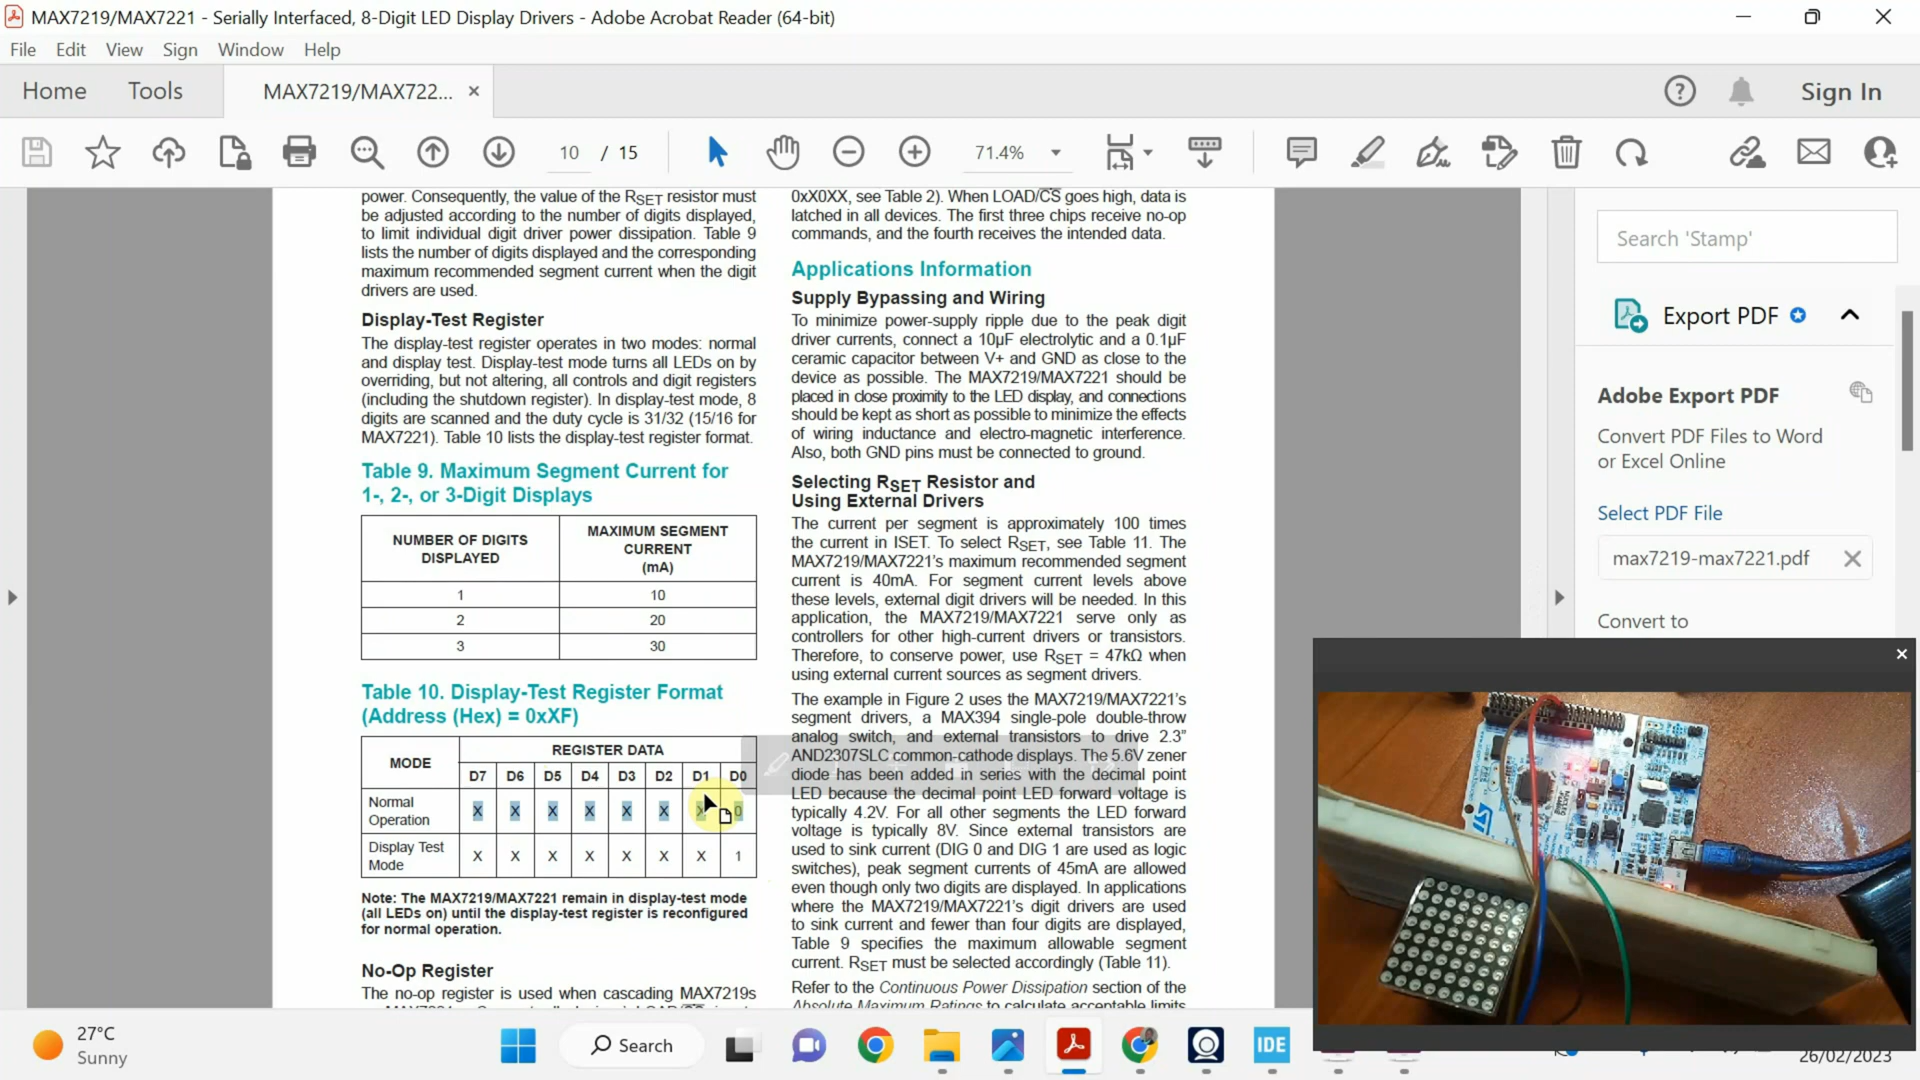 MAX7219/MAX7221 - Serially Interfaced, 8-Digit LED Display Drivers - Adobe Acrobat Reader (64-bit)
File Edit View Sign Window Help
Home Tools MAX7219/MAX722... × Sign In
10 / 15 71.4%
power. Consequently, the value of the RSET resistor must
be adjusted according to the number of digits displayed,
to limit individual digit driver power dissipation. Table 9
lists the number of digits displayed and the corresponding
maximum recommended segment current when the digit
drivers are used.
Display-Test Register
The display-test register operates in two modes: normal
and display test. Display-test mode turns all LEDs on by
overriding, but not altering, all controls and digit registers
(including the shutdown register). In display-test mode, 8
digits are scanned and the duty cycle is 31/32 (15/16 for
MAX7221). Table 10 lists the display-test register format.
Table 9. Maximum Segment Current for
1-, 2-, or 3-Digit Displays
NUMBER OF DIGITS
DISPLAYED
MAXIMUM SEGMENT
CURRENT
(mA)
1 10
2 20
3 30
Table 10. Display-Test Register Format
(Address (Hex) = 0xXF)
MODE REGISTER DATA
D7 D6 D5 D4 D3 D2 D1 D0
Normal
Operation
X X X X X X X 0
Display Test
Mode
X X X X X X X 1
Note: The MAX7219/MAX7221 remain in display-test mode
(all LEDs on) until the display-test register is reconfigured
for normal operation.
No-Op Register
The no-op register is used when cascading MAX7219s
0xX0XX, see Table 2). When LOAD/CS goes high, data is
latched in all devices. The first three chips receive no-op
commands, and the fourth receives the intended data.
Applications Information
Supply Bypassing and Wiring
To minimize power-supply ripple due to the peak digit
driver currents, connect a 10µF electrolytic and a 0.1µF
ceramic capacitor between V+ and GND as close to the
device as possible. The MAX7219/MAX7221 should be
placed in close proximity to the LED display, and connections
should be kept as short as possible to minimize the effects
of wiring inductance and electro-magnetic interference.
Also, both GND pins must be connected to ground.
Selecting RSET Resistor and
Using External Drivers
The current per segment is approximately 100 times
the current in ISET. To select RSET, see Table 11. The
MAX7219/MAX7221's maximum recommended segment
current is 40mA. For segment current levels above
these levels, external digit drivers will be needed. In this
application, the MAX7219/MAX7221 serve only as
controllers for other high-current drivers or transistors.
Therefore, to conserve power, use RSET = 47kΩ when
using external current sources as segment drivers.
The example in Figure 2 uses the MAX7219/MAX7221's
segment drivers, a MAX394 single-pole double-throw
analog switch, and external transistors to drive 2.3"
AND2307SLC common-cathode displays. The 5.6V zener
diode has been added in series with the decimal point
LED because the decimal point LED forward voltage is
typically 4.2V. For all other segments the LED forward
voltage is typically 8V. Since external transistors are
used to sink current (DIG 0 and DIG 1 are used as logic
switches), peak segment currents of 45mA are allowed
even though only two digits are displayed. In applications
where the MAX7219/MAX7221's digit drivers are used
to sink current and fewer than four digits are displayed,
Table 9 specifies the maximum allowable segment
current. RSET must be selected accordingly (Table 11).
Refer to the Continuous Power Dissipation section of the
Absolute Maximum Ratings to calculate acceptable limits
Search 'Stamp'
Export PDF
Adobe Export PDF
Convert PDF Files to Word
or Excel Online
Select PDF File
max7219-max7221.pdf
Convert to
27°C
Sunny
Search
IDE
26/02/2023